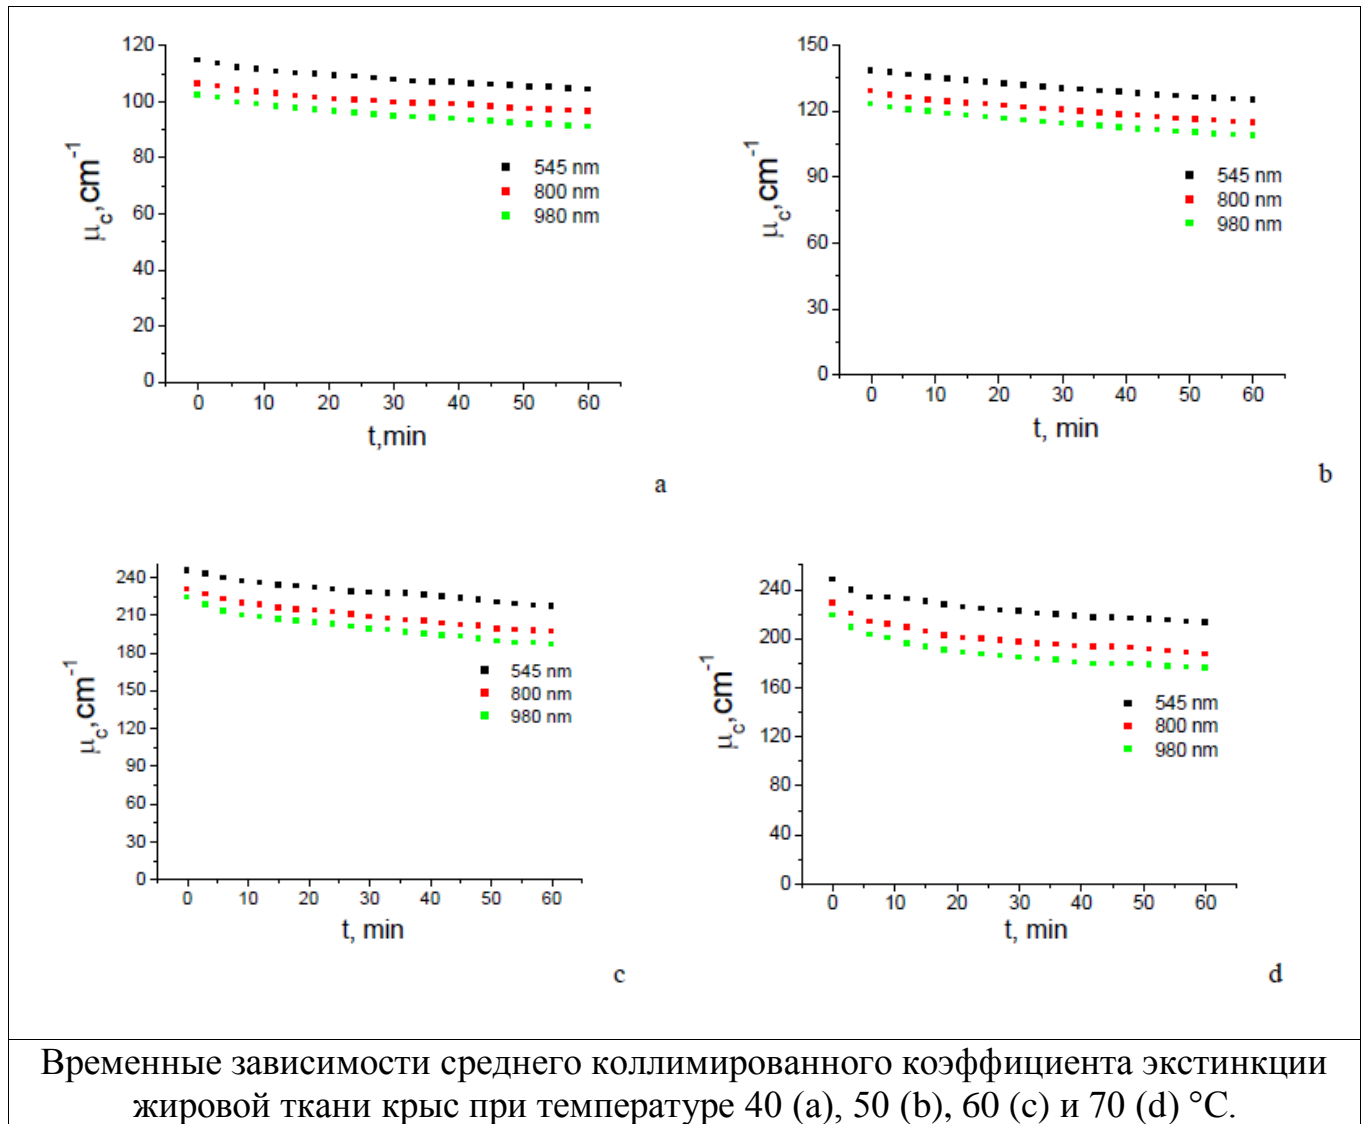 120
100
80
60
40
20
0
μc,cm-1
545 nm
800 nm
980 nm
0 10 20 30 40 50 60
t,min
a
150
120
90
60
30
0
μc,cm-1
545 nm
800 nm
980 nm
0 10 20 30 40 50 60
t, min
b
240
210
180
150
120
90
60
30
0
μc,cm-1
545 nm
800 nm
980 nm
0 10 20 30 40 50 60
t, min
c
240
200
160
120
80
40
0
μc,cm-1
545 nm
800 nm
980 nm
0 10 20 30 40 50 60
t, min
d
Временные зависимости среднего коллимированного коэффициента экстинкции
жировой ткани крыс при температуре 40 (a), 50 (b), 60 (c) и 70 (d) °C.